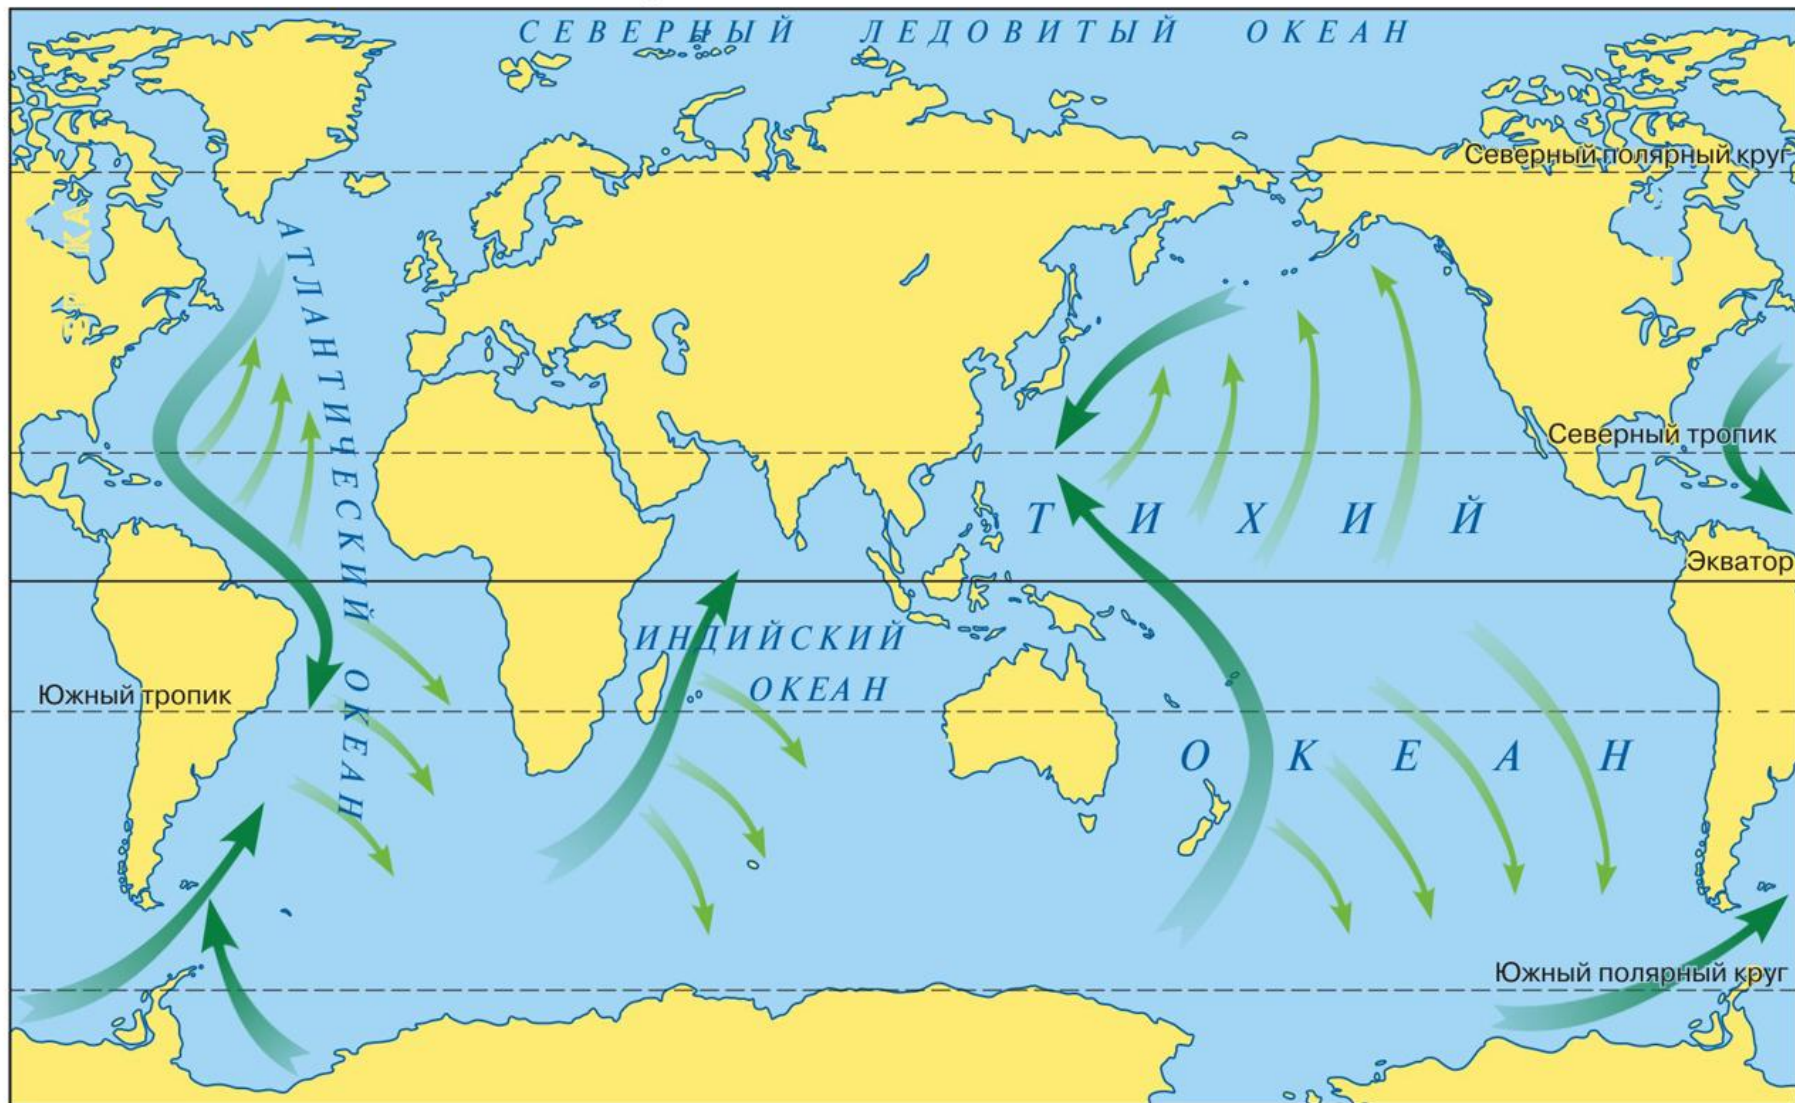 СЕВЕРНЫЙ ЛЕДОВИТЫЙ ОКЕАН
Северный полярный круг
АТЛАНТИЧЕСКИЙ ОКЕАН
Северный тропик
ТИХИЙ
Экватор
ИНДИЙСКИЙ
ОКЕАН
Южный тропик
ОКЕАН
Южный полярный круг